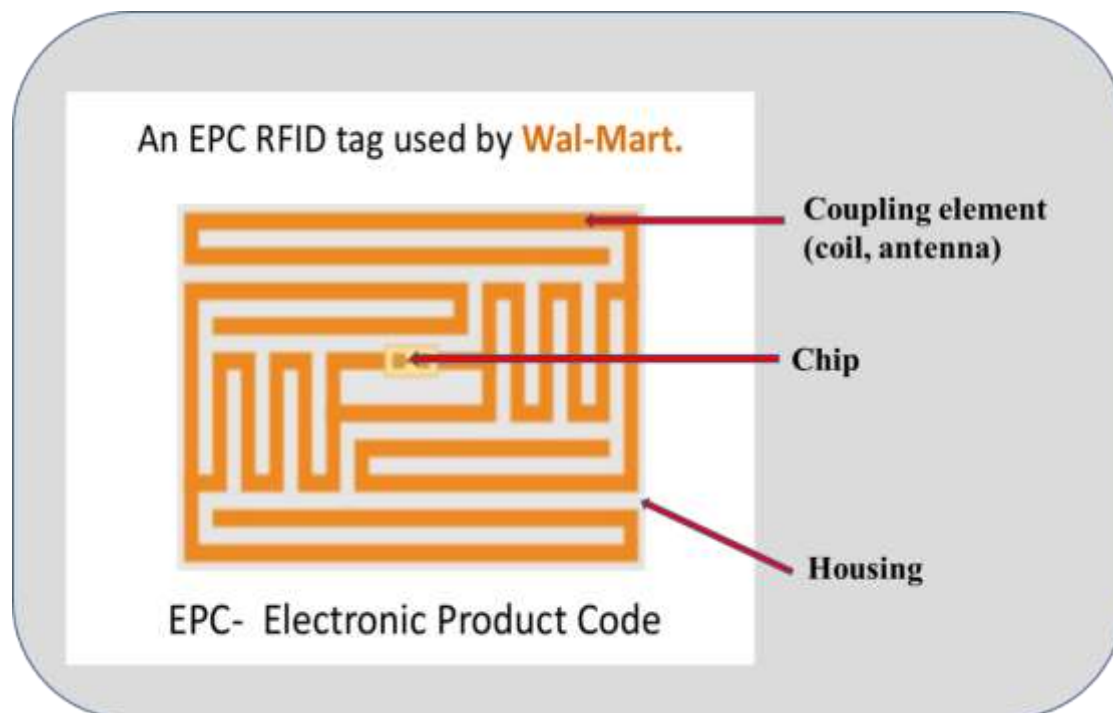 An EPC RFID tag used by Wal-Mart.
Coupling element
(coil, antenna)
Chip
Housing
EPC- Electronic Product Code